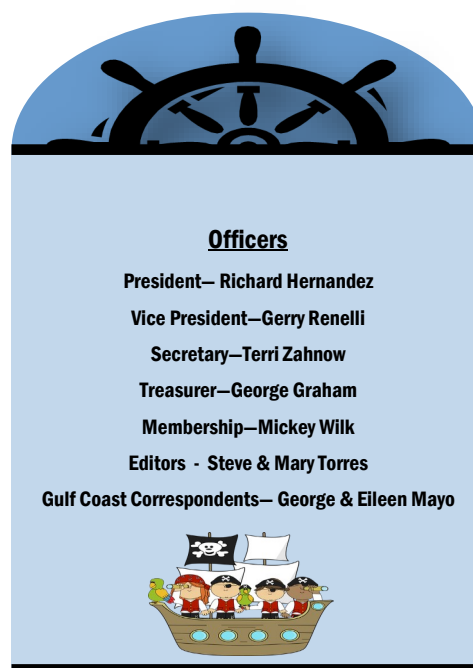 Officers
President— Richard Hernandez
Vice President—Gerry Renelli
Secretary—Terri Zahnow
Treasurer—George Graham
Membership—Mickey Wilk
Editors - Steve & Mary Torres
Gulf Coast Correspondents— George & Eileen Mayo